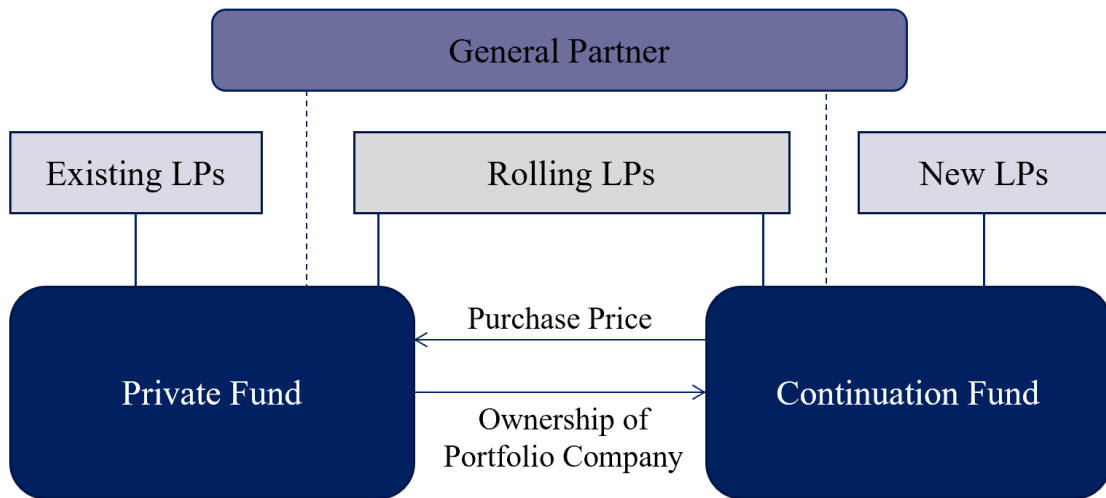 General Partner
Existing LPs
Rolling LPs
New LPs
Purchase Price
Private Fund
Continuation Fund
Ownership of
Portfolio Company